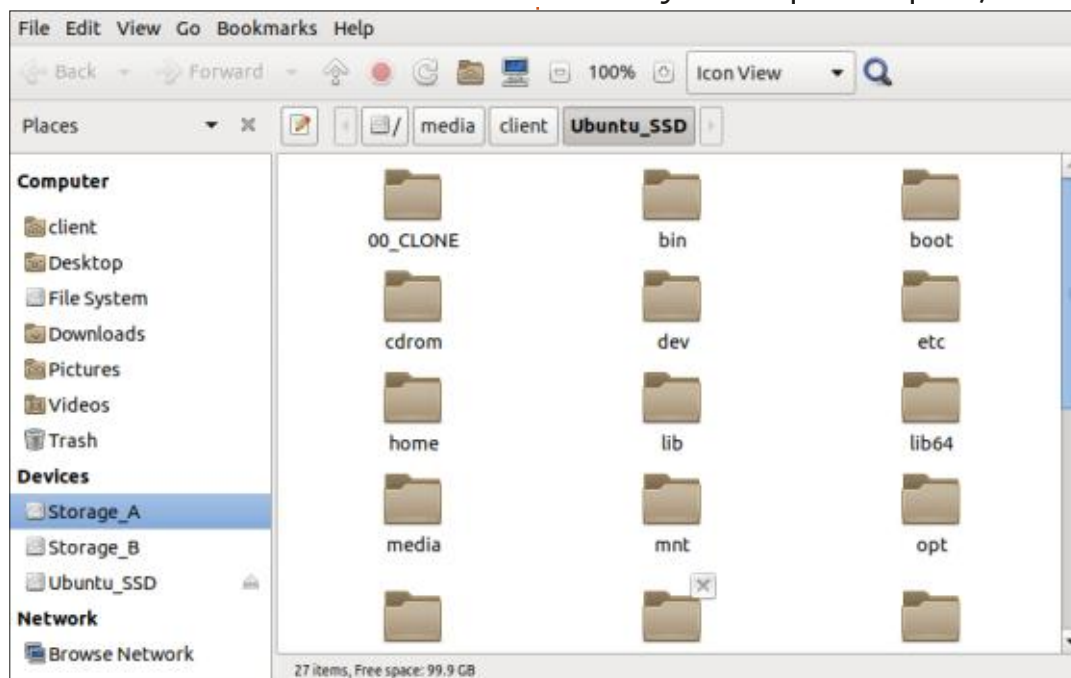 File Edit View Go Bookmarks Help
Back Forward 100% Icon View
Places / media client Ubuntu_SSD
Computer
client
Desktop
File System
Downloads
Pictures
Videos
Trash
Devices
Storage_A
Storage_B
Ubuntu_SSD
Network
Browse Network
00_CLONE bin boot
cdrom dev etc
home lib lib64
media mnt opt
27 items, Free space: 99.9 GB